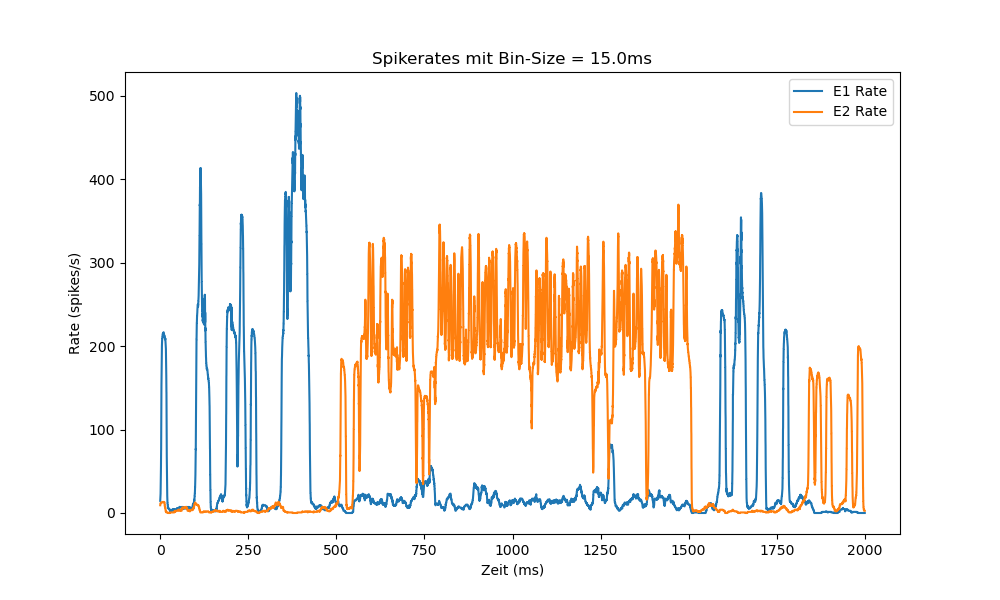 Spikerates mit Bin-Size = 15.0ms
E1 Rate
E2 Rate
500
400
300
200
100
0
Rate (spikes/s)
0 250 500 750 1000 1250 1500 1750 2000
Zeit (ms)